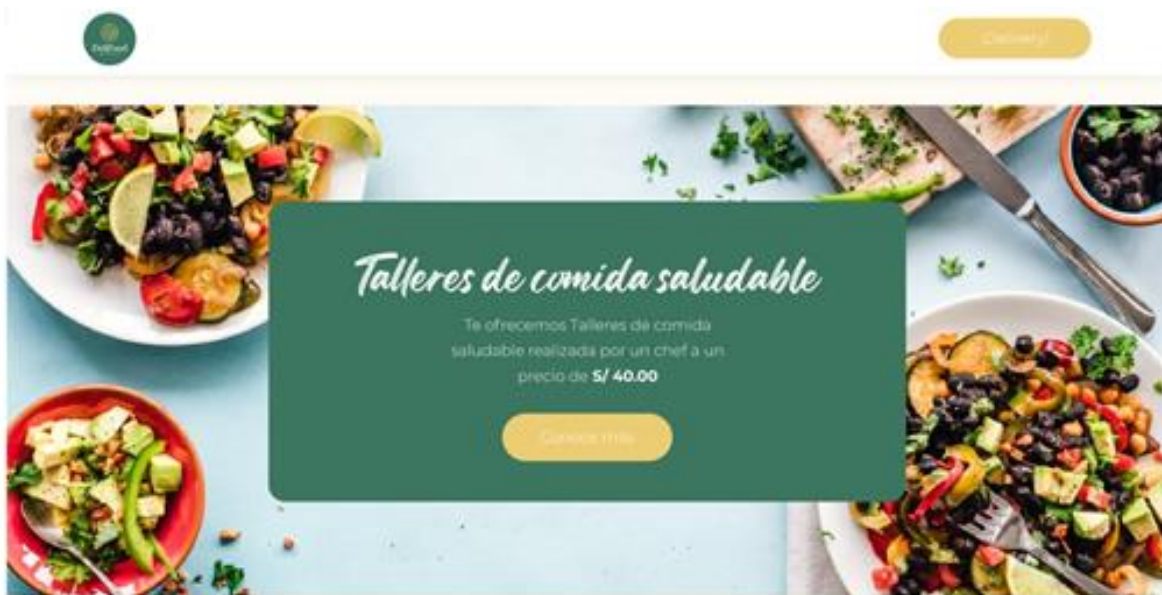 Delivery!
Talleres de comida saludable
Te ofrecemos Talleres de comida
saludable realizada por un chef a un
precio de S/ 40.00
Conoce más